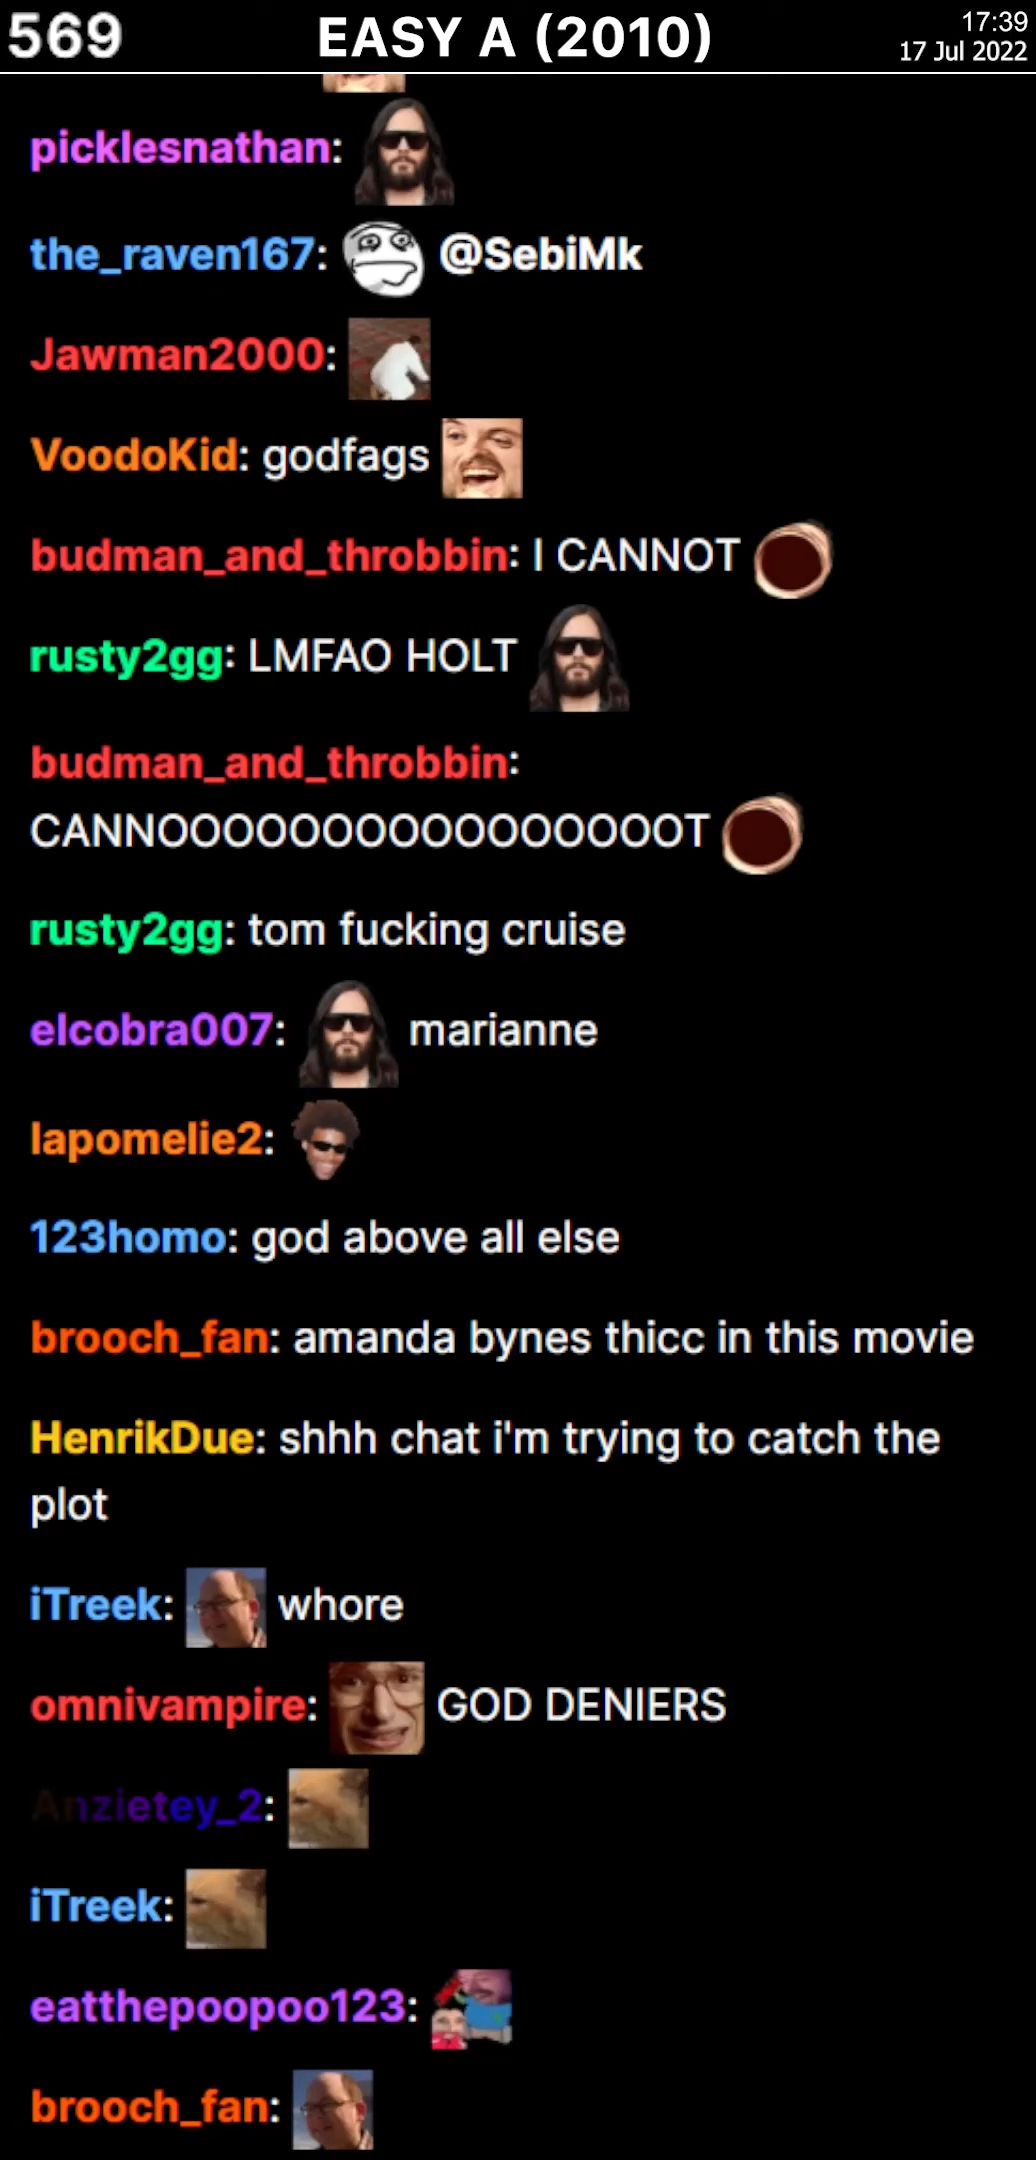 569
EASY A (2010)
17:39
17 Jul 2022
picklesnathan:
the_raven167: @SebiMk
Jawman2000:
VoodoKid: godfags
budman_and_throbbin: I CANNOT
rusty2gg: LMFAO HOLT
budman_and_throbbin:
CANNOOOOOOOOOOOOOOOOT
rusty2gg: tom fucking cruise
elcobra007: marianne
lapomelie2:
123homo: god above all else
brooch_fan: amanda bynes thicc in this movie
HenrikDue: shhh chat i'm trying to catch the
plot
iTreek: whore
omnivampire: GOD DENIERS
Anzietey_2:
iTreek:
eatthepoopoo123:
brooch_fan: